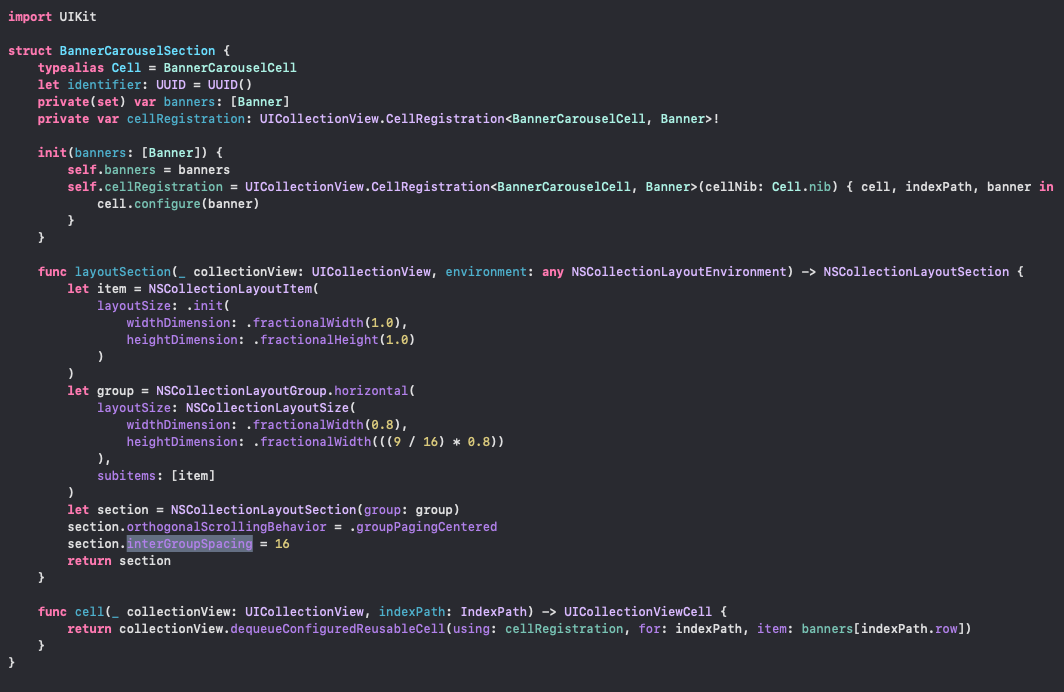 import UIKit

struct BannerCarouselSection {
    typealias Cell = BannerCarouselCell
    let identifier: UUID = UUID()
    private(set) var banners: [Banner]
    private var cellRegistration: UICollectionView.CellRegistration<BannerCarouselCell, Banner>!

    init(banners: [Banner]) {
        self.banners = banners
        self.cellRegistration = UICollectionView.CellRegistration<BannerCarouselCell, Banner>(cellNib: Cell.nib) { cell, indexPath, banner in
            cell.configure(banner)
        }
    }

    func layoutSection(_ collectionView: UICollectionView, environment: any NSCollectionLayoutEnvironment) -> NSCollectionLayoutSection {
        let item = NSCollectionLayoutItem(
            layoutSize: .init(
                widthDimension: .fractionalWidth(1.0),
                heightDimension: .fractionalHeight(1.0)
            )
        )
        let group = NSCollectionLayoutGroup.horizontal(
            layoutSize: NSCollectionLayoutSize(
                widthDimension: .fractionalWidth(0.8),
                heightDimension: .fractionalWidth(((9 / 16) * 0.8))
            ),
            subitems: [item]
        )
        let section = NSCollectionLayoutSection(group: group)
        section.orthogonalScrollingBehavior = .groupPagingCentered
        section.interGroupSpacing = 16
        return section
    }

    func cell(_ collectionView: UICollectionView, indexPath: IndexPath) -> UICollectionViewCell {
        return collectionView.dequeueConfiguredReusableCell(using: cellRegistration, for: indexPath, item: banners[indexPath.row])
    }
}